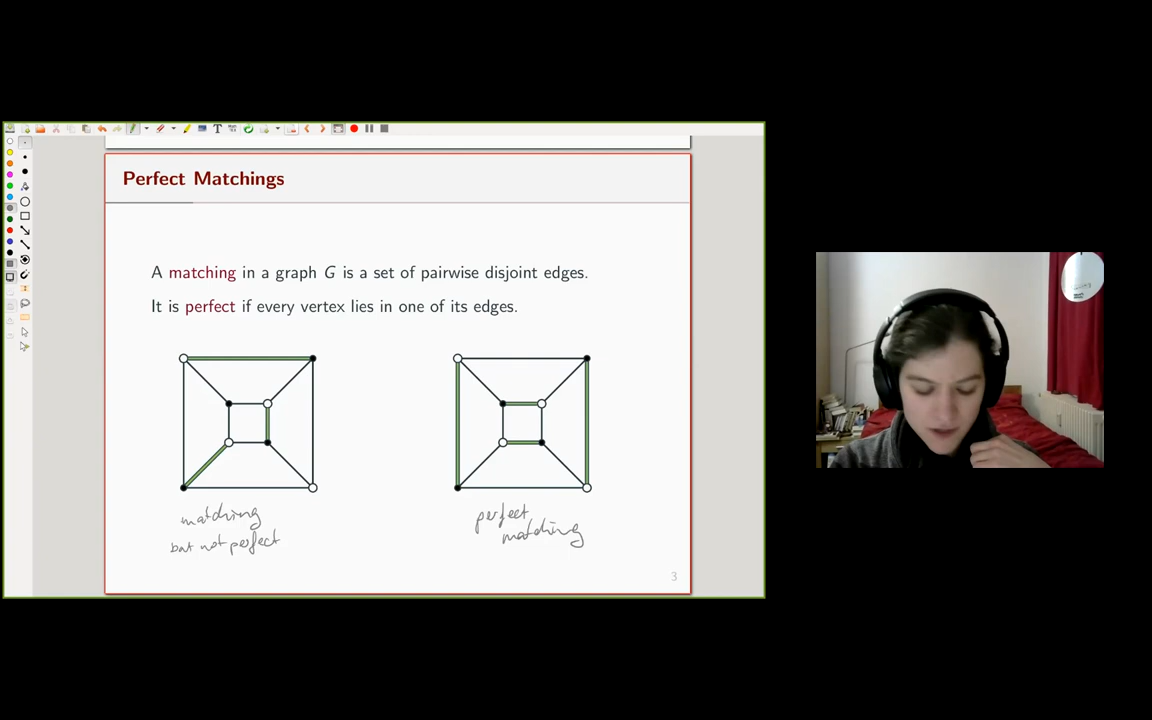 Perfect Matchings
A matching in a graph G is a set of pairwise disjoint edges.
It is perfect if every vertex lies in one of its edges.
matching
but not perfect
perfect
matching
3